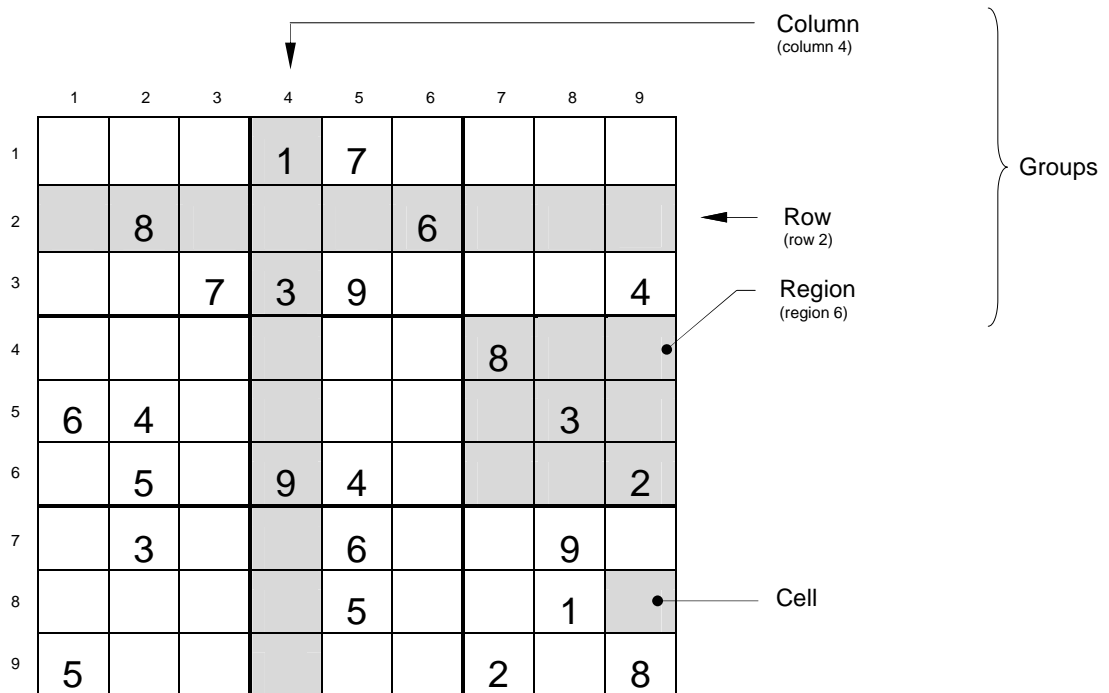 Column
(column 4)
1 2 3 4 5 6 7 8 9
1 1 7
Groups
2 8 6
Row
(row 2)
3 7 3 9 4
Region
(region 6)
4 8
5 6 4 3
6 5 9 4 2
7 3 6 9
8 5 1
Cell
9 5 2 8